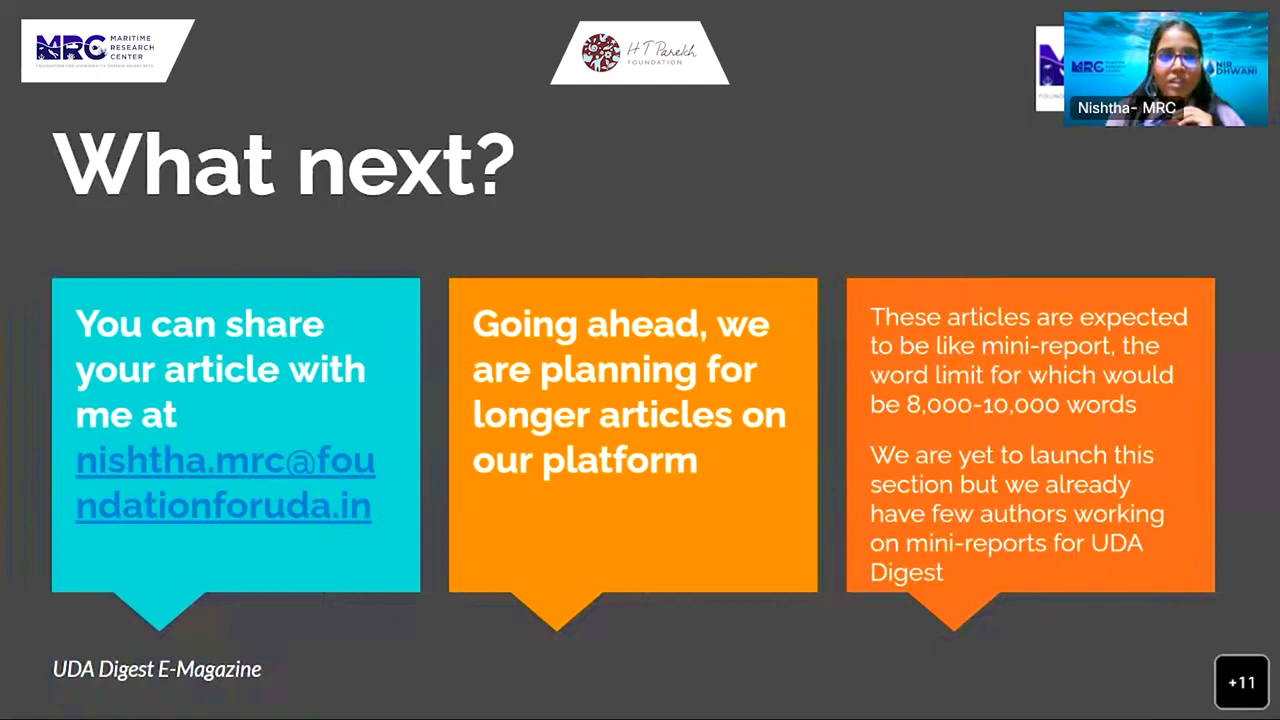 MRC
MARITIME
RESEARCH
CENTER
FOUNDATION FOR UNDERWATER DOMAIN AWARENESS
H T Parekh
FOUNDATION
MRC
NIR
DHWANI
FOUN
Nishtha- MRC
What next?
You can share
your article with
me at
nishtha.mrc@fou
ndationforuda.in
Going ahead, we
are planning for
longer articles on
our platform
These articles are expected
to be like mini-report, the
word limit for which would
be 8,000-10,000 words
We are yet to launch this
section but we already
have few authors working
on mini-reports for UDA
Digest
UDA Digest E-Magazine
+11